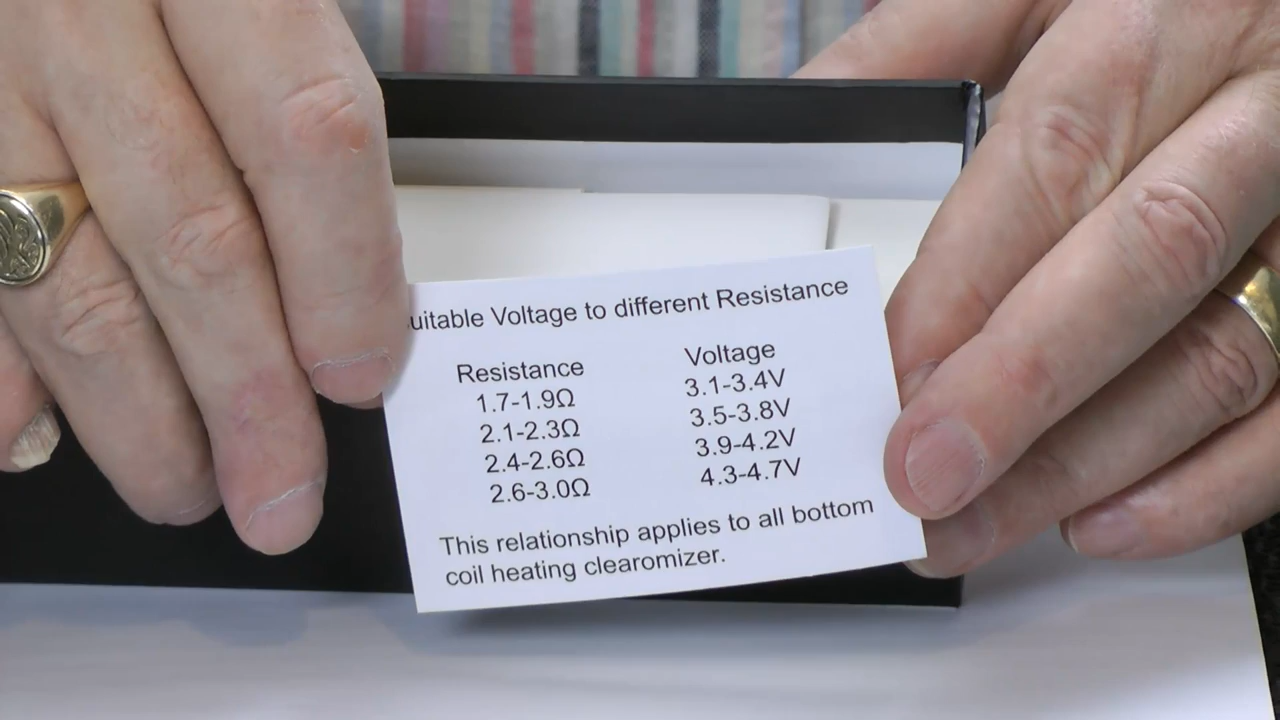 uitable Voltage to different Resistance
Resistance Voltage
1.7-1.9Ω 3.1-3.4V
2.1-2.3Ω 3.5-3.8V
2.4-2.6Ω 3.9-4.2V
2.6-3.0Ω 4.3-4.7V
This relationship applies to all bottom
coil heating clearomizer.